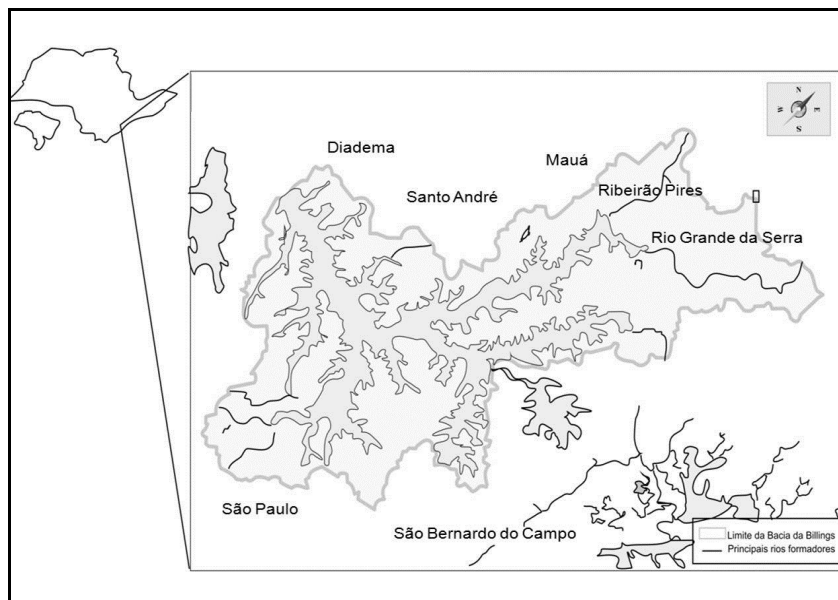 N
W E
S
Diadema
Mauá
Santo André
Ribeirão Pires
Rio Grande da Serra
São Paulo
São Bernardo do Campo
Limite da Bacia da Billings
Principais rios formadores